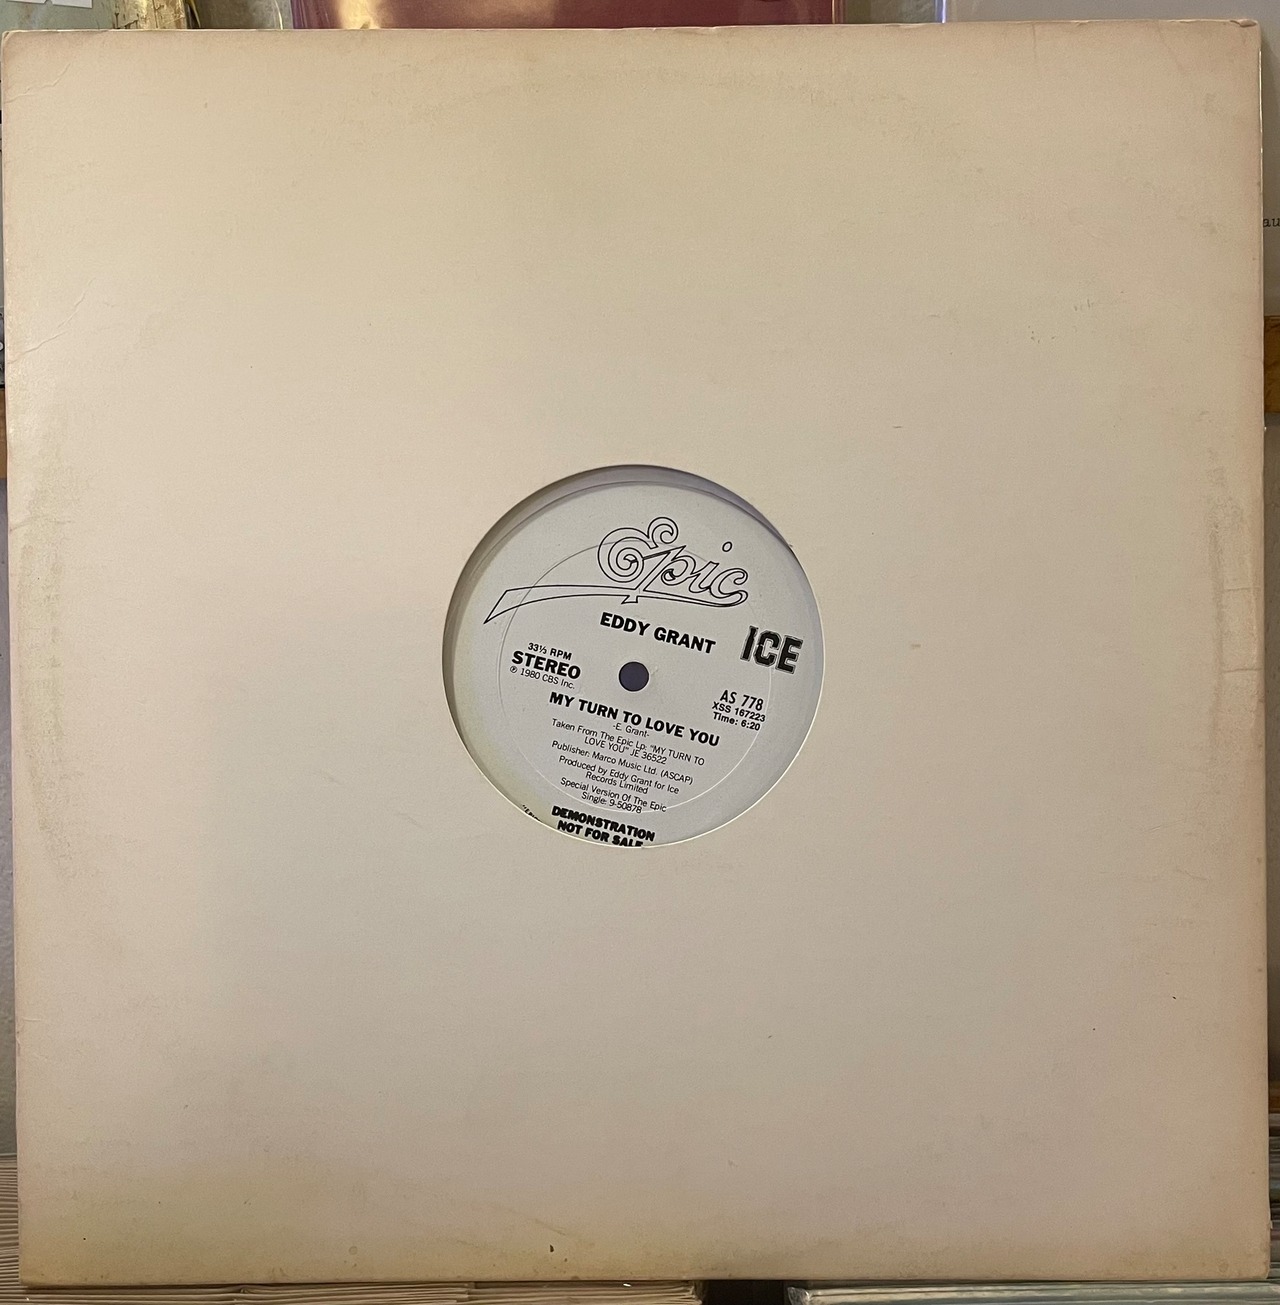 Epic
EDDY GRANT
ICE
33⅓ RPM
STEREO
℗ 1980 CBS Inc.
AS 778
XSS 167223
Time: 6:20
MY TURN TO LOVE YOU
-E. Grant-
Taken From The Epic Lp: "MY TURN TO
LOVE YOU" JE 36522
Publisher: Marco Music Ltd. (ASCAP)
Produced by Eddy Grant for Ice
Records Limited
Special Version Of The Epic
Single: 9-50878
DEMONSTRATION
NOT FOR SALE